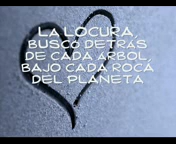 LA LOCURA,
BUSCÓ DETRÁS
DE CADA ÁRBOL,
BAJO CADA ROCA
DEL PLANETA